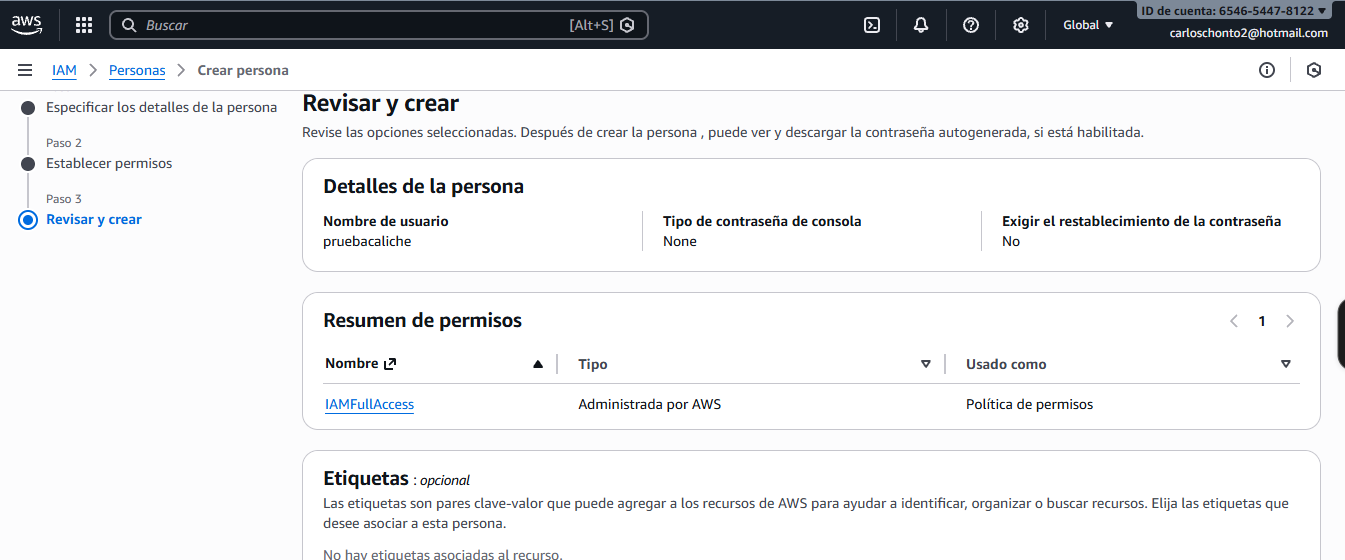 aws
Buscar [Alt+S]
Global
ID de cuenta: 6546-5447-8122
carloschonto2@hotmail.com
IAM > Personas > Crear persona
Especificar los detalles de la persona
Paso 2
Establecer permisos
Paso 3
Revisar y crear
Revisar y crear
Revise las opciones seleccionadas. Después de crear la persona , puede ver y descargar la contraseña autogenerada, si está habilitada.
Detalles de la persona
Nombre de usuario
pruebacaliche
Tipo de contraseña de consola
None
Exigir el restablecimiento de la contraseña
No
Resumen de permisos
1
Nombre Tipo Usado como
IAMFullAccess Administrada por AWS Política de permisos
Etiquetas : opcional
Las etiquetas son pares clave-valor que puede agregar a los recursos de AWS para ayudar a identificar, organizar o buscar recursos. Elija las etiquetas que
desee asociar a esta persona.
No hay etiquetas asociadas al recurso.